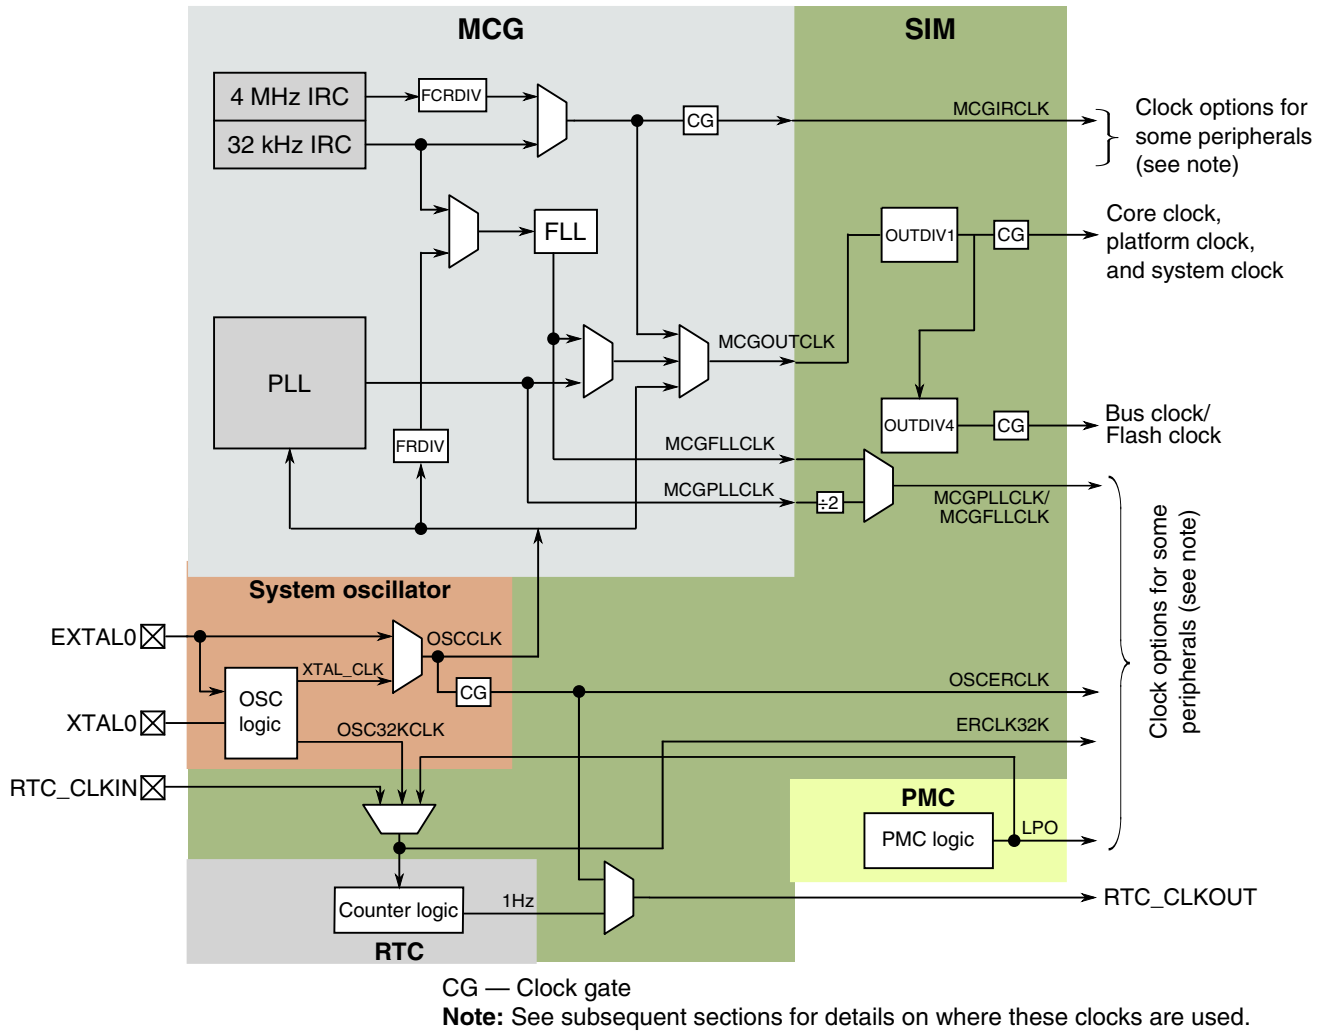 MCG
SIM
4 MHz IRC
FCRDIV
32 kHz IRC
CG
MCGIRCLK
Clock options for
some peripherals
(see note)
FLL
OUTDIV1
CG
Core clock,
platform clock,
and system clock
PLL
MCGOUTCLK
FRDIV
OUTDIV4
CG
Bus clock/
Flash clock
MCGFLLCLK
MCGPLLCLK
÷2
MCGPLLCLK/
MCGFLLCLK
Clock options for some
peripherals (see note)
System oscillator
EXTAL0
OSCCLK
XTAL_CLK
OSC
logic
CG
OSCERCLK
XTAL0
OSC32KCLK
ERCLK32K
RTC_CLKIN
PMC
PMC logic
LPO
Counter logic
1Hz
RTC_CLKOUT
RTC
CG — Clock gate
Note: See subsequent sections for details on where these clocks are used.